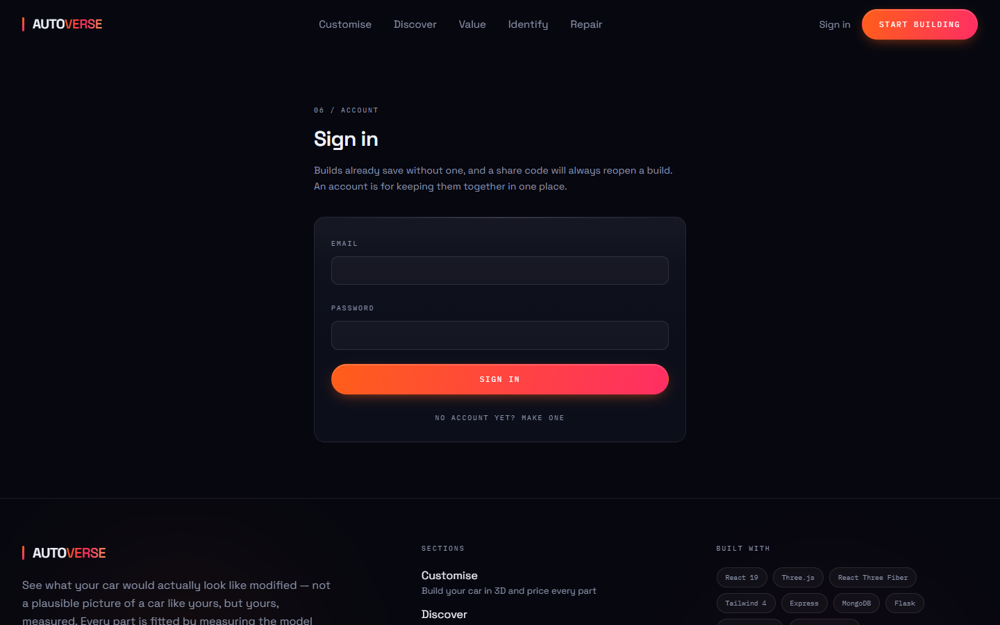 AUTOVERSE
Customise
Discover
Value
Identify
Repair
Sign in
START BUILDING
06 / ACCOUNT
Sign in
Builds already save without one, and a share code will always reopen a build.
An account is for keeping them together in one place.
EMAIL
PASSWORD
SIGN IN
NO ACCOUNT YET? MAKE ONE
AUTOVERSE
See what your car would actually look like modified — not
a plausible picture of a car like yours, but yours,
measured. Every part is fitted by measuring the model
SECTIONS
Customise
Build your car in 3D and price every part
Discover
BUILT WITH
React 19
Three.js
React Three Fiber
Tailwind 4
Express
MongoDB
Flask